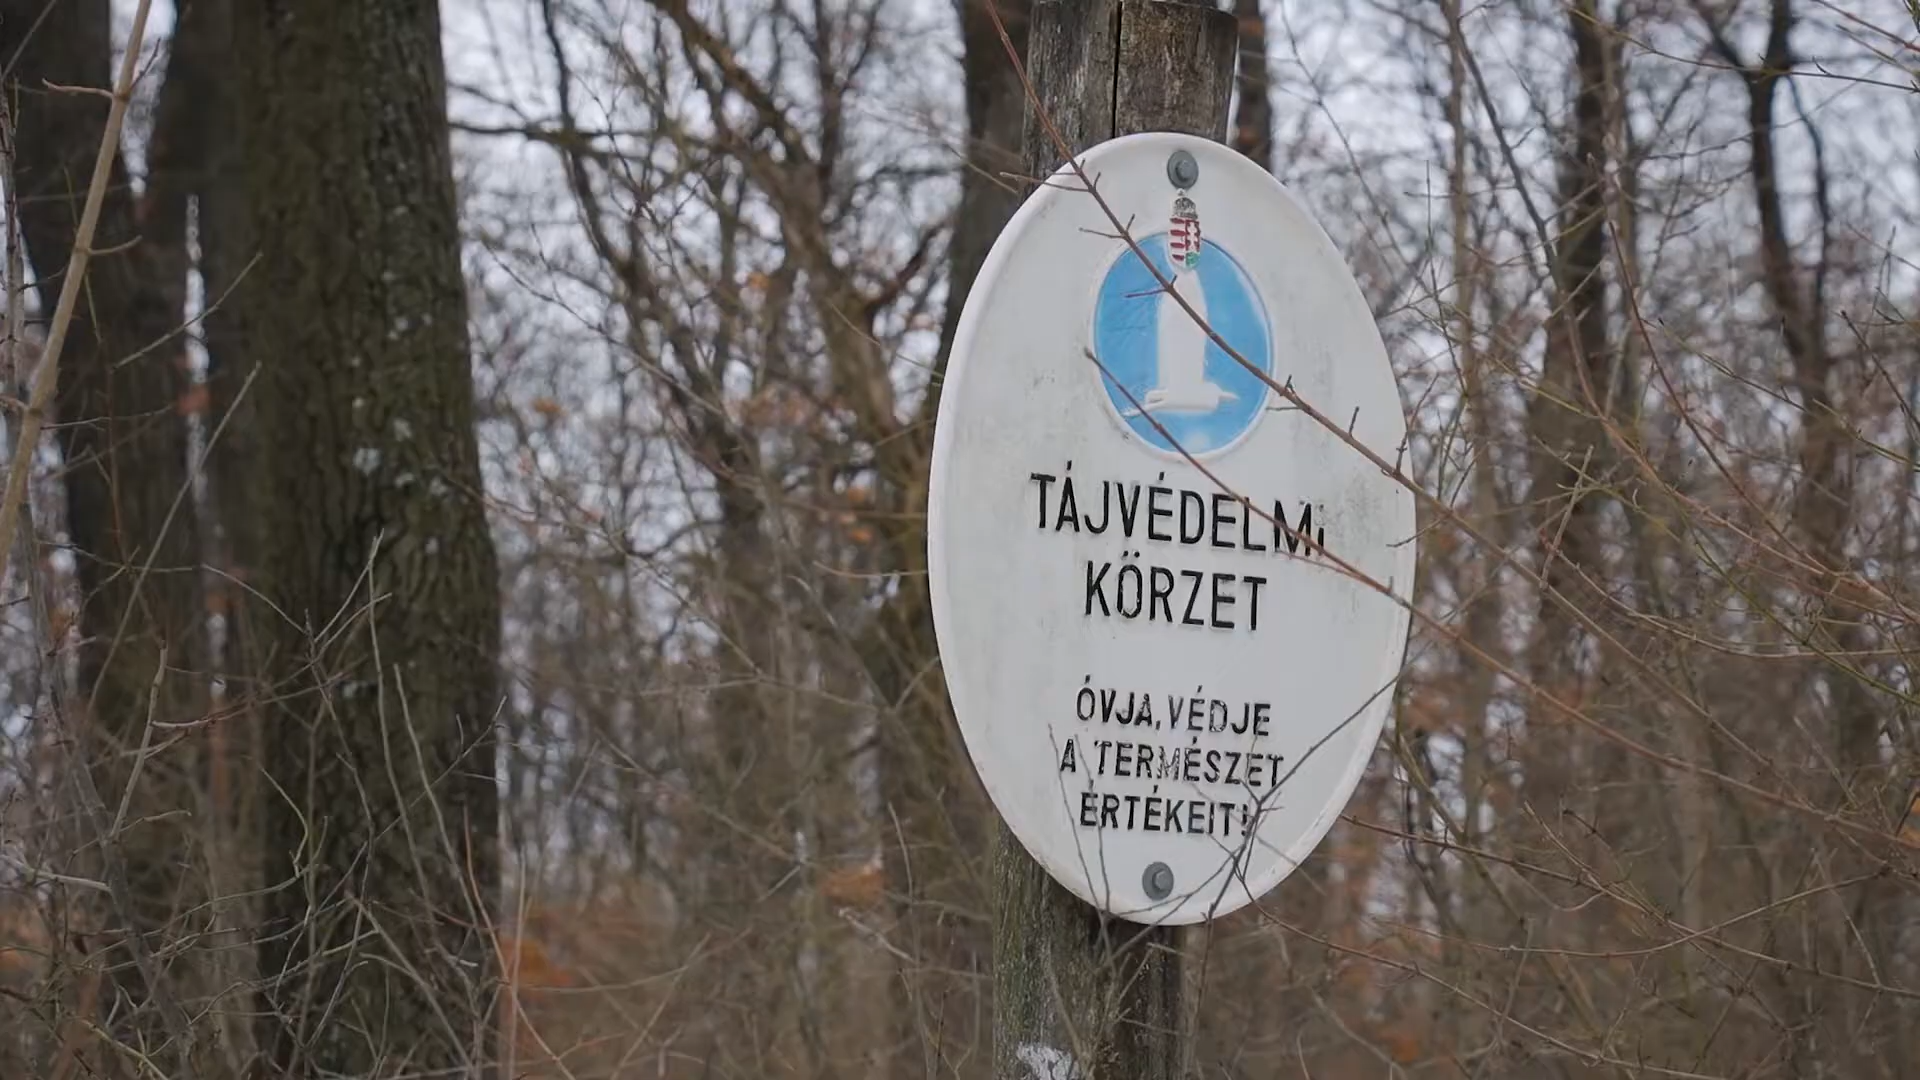 TÁJVÉDELMi
KÖRZET
ÓVJA, VÉDJE
A TERMÉSZET
ÉRTÉKEIT!